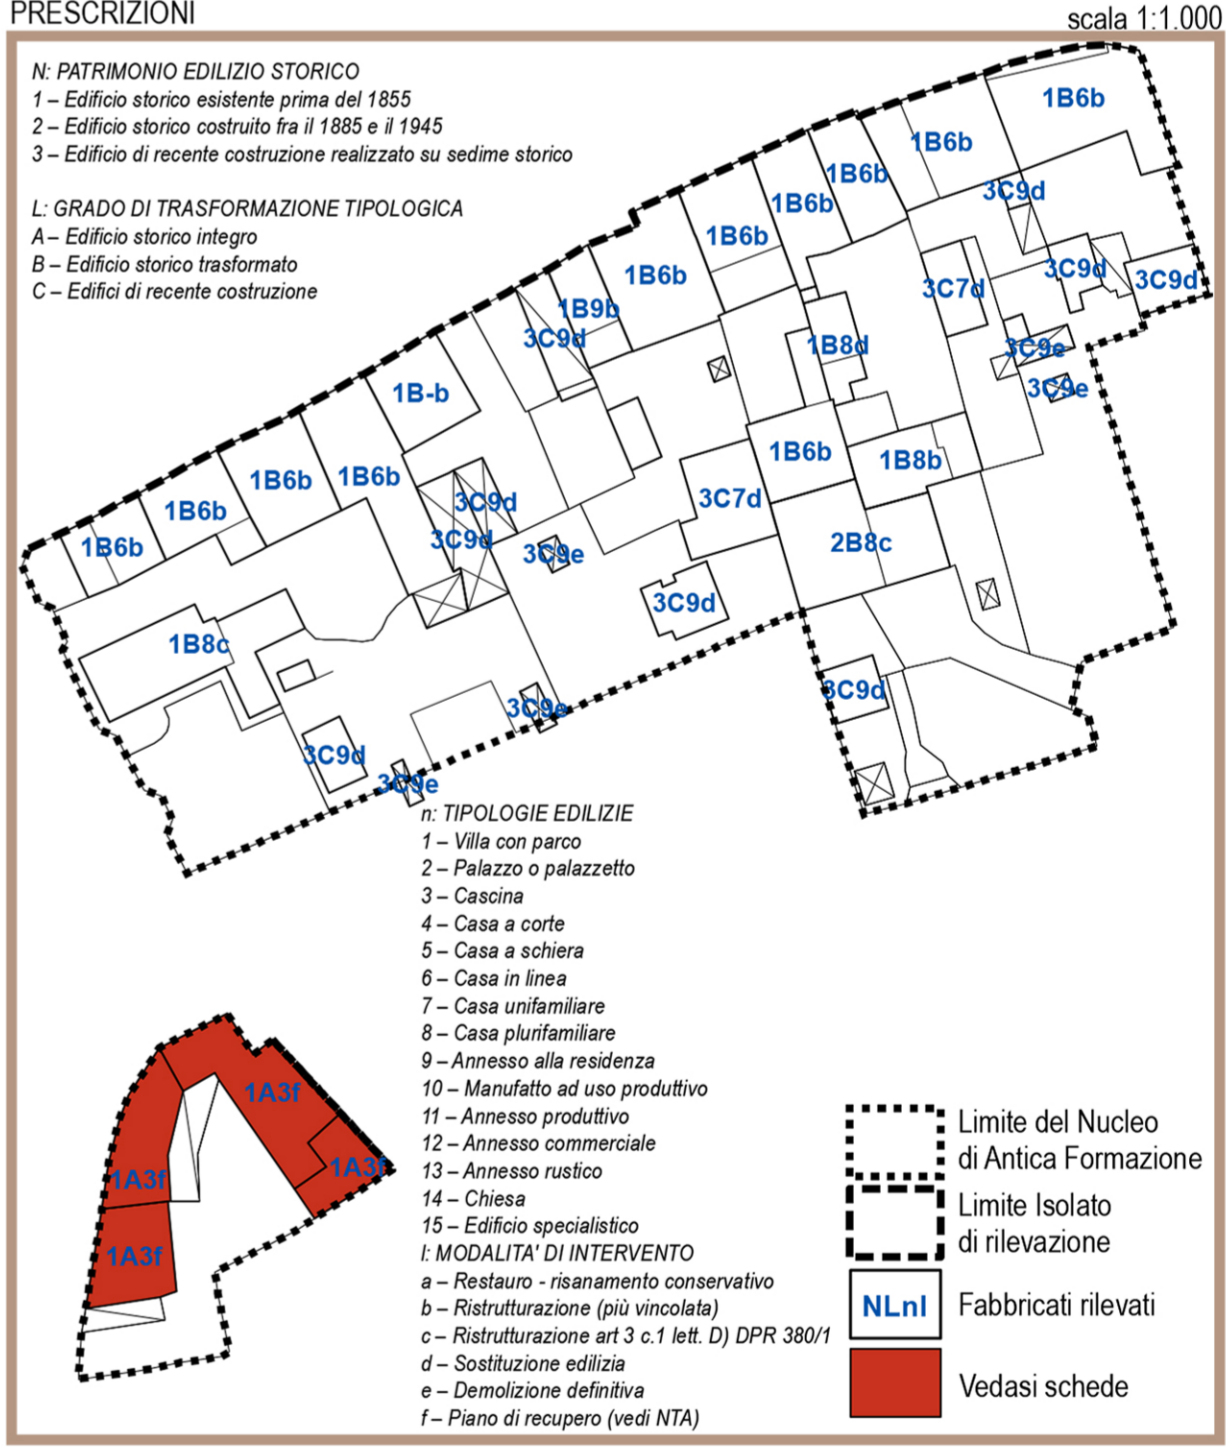 PRESCRIZIONI
scala 1:1.000
N: PATRIMONIO EDILIZIO STORICO
1 – Edificio storico esistente prima del 1855
2 – Edificio storico costruito fra il 1885 e il 1945
3 – Edificio di recente costruzione realizzato su sedime storico
L: GRADO DI TRASFORMAZIONE TIPOLOGICA
A – Edificio storico integro
B – Edificio storico trasformato
C – Edifici di recente costruzione
1B6b
1B6b
1B6b
3C9d
1B6b
1B6b
1B6b
3C9d
3C9d
3C7d
1B9b
3C9d
1B8d
3C9e
3C9e
1B-b
1B6b
1B8b
1B6b
1B6b
3C7d
3C9d
1B6b
3C9d
2B8c
1B6b
3C9e
3C9d
1B8c
3C9d
3C9e
3C9d
3C9e
n: TIPOLOGIE EDILIZIE
1 – Villa con parco
2 – Palazzo o palazzetto
3 – Cascina
4 – Casa a corte
5 – Casa a schiera
6 – Casa in linea
7 – Casa unifamiliare
8 – Casa plurifamiliare
9 – Annesso alla residenza
10 – Manufatto ad uso produttivo
11 – Annesso produttivo
12 – Annesso commerciale
13 – Annesso rustico
14 – Chiesa
15 – Edificio specialistico
I: MODALITA' DI INTERVENTO
a – Restauro - risanamento conservativo
b – Ristrutturazione (più vincolata)
c – Ristrutturazione art 3 c.1 lett. D) DPR 380/1
d – Sostituzione edilizia
e – Demolizione definitiva
f – Piano di recupero (vedi NTA)
1A3f
1A3f
1A3f
1A3f
Limite del Nucleo
di Antica Formazione
Limite Isolato
di rilevazione
NLnI
Fabbricati rilevati
Vedasi schede